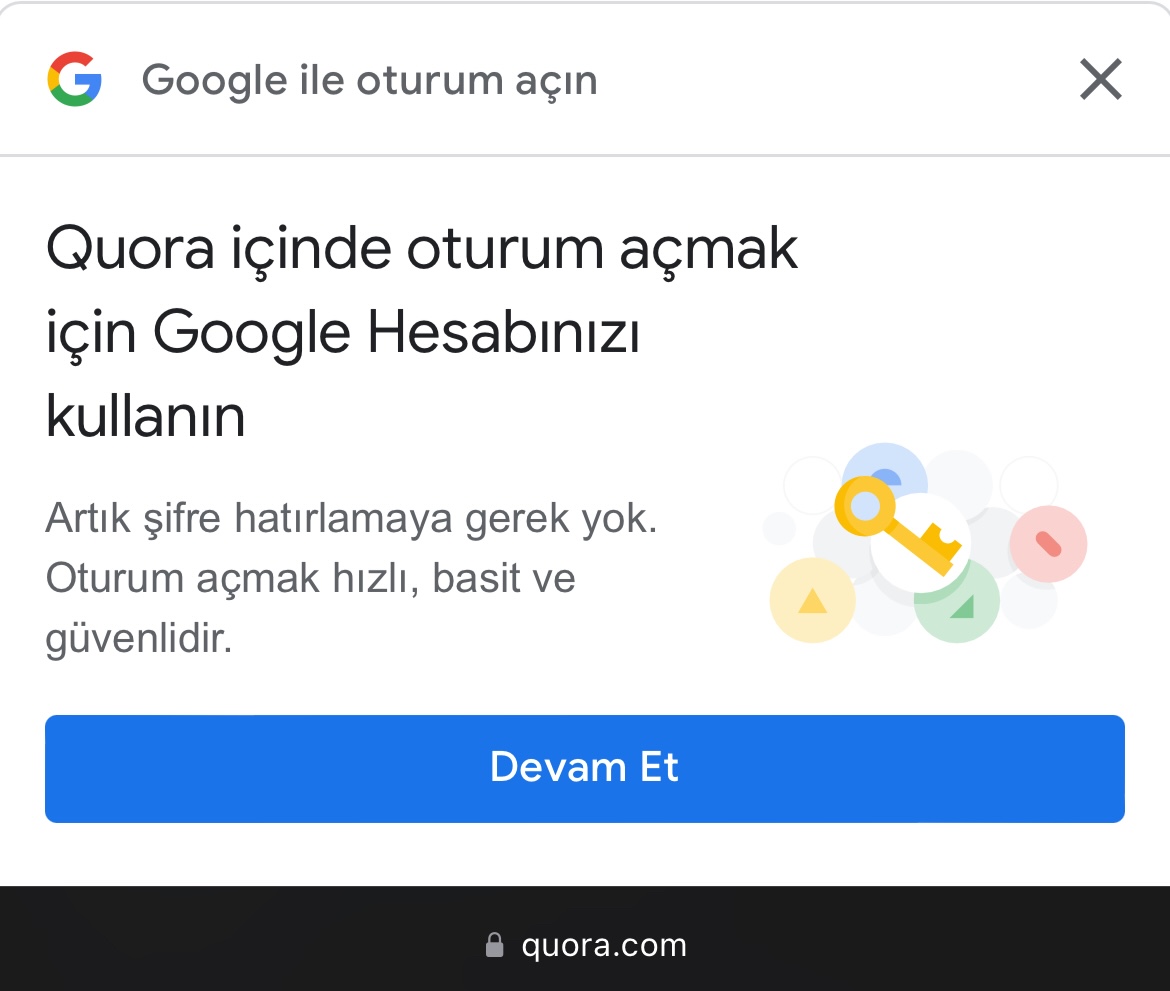 Google ile oturum açın
Quora içinde oturum açmak
için Google Hesabınızı
kullanın
Artık şifre hatırlamaya gerek yok.
Oturum açmak hızlı, basit ve
güvenlidir.
Devam Et
quora.com